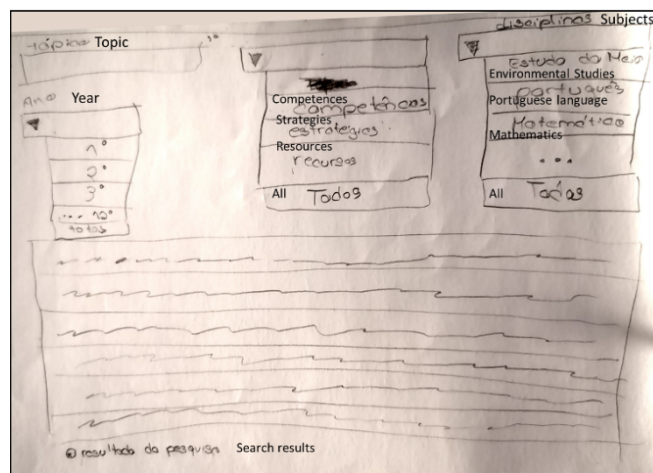 disciplinas Subjects
tópico Topic
Ano Year
1º
2º
3º
... 12º
todos
Competences
competências
Strategies
estratégias
Resources
recursos
All Todos
Estudo do Meio
Environmental Studies
português
Portuguese language
Matemática
Mathematics
...
All Todas
resultado da pesquisa Search results